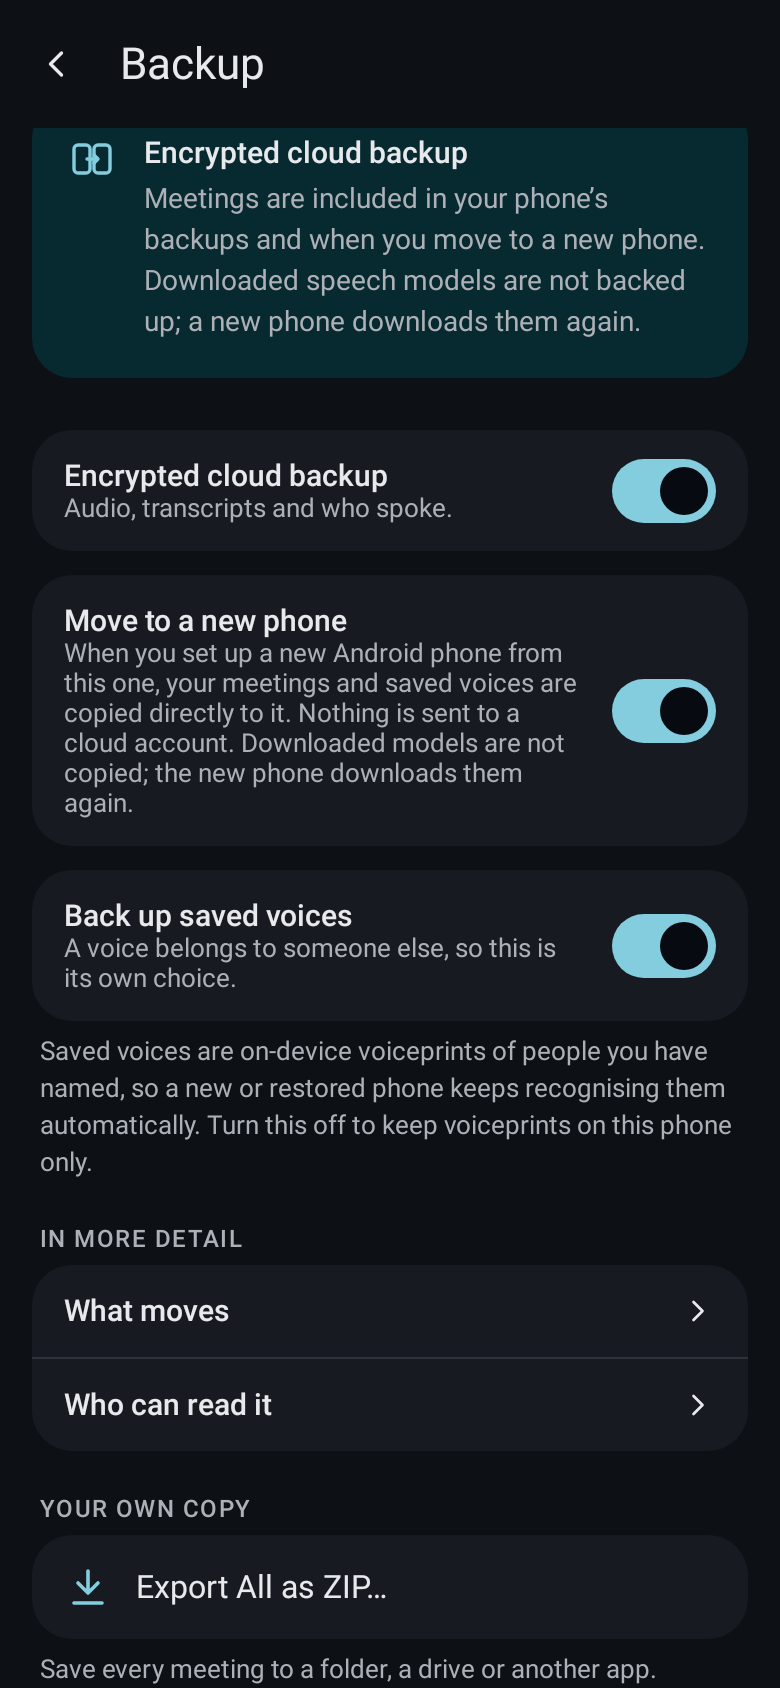 Backup
Encrypted cloud backup
Meetings are included in your phone’s
backups and when you move to a new phone.
Downloaded speech models are not backed
up; a new phone downloads them again.
Encrypted cloud backup
Audio, transcripts and who spoke.
Move to a new phone
When you set up a new Android phone from
this one, your meetings and saved voices are
copied directly to it. Nothing is sent to a
cloud account. Downloaded models are not
copied; the new phone downloads them
again.
Back up saved voices
A voice belongs to someone else, so this is
its own choice.
Saved voices are on-device voiceprints of people you have
named, so a new or restored phone keeps recognising them
automatically. Turn this off to keep voiceprints on this phone
only.
IN MORE DETAIL
What moves
Who can read it
YOUR OWN COPY
Export All as ZIP…
Save every meeting to a folder, a drive or another app.